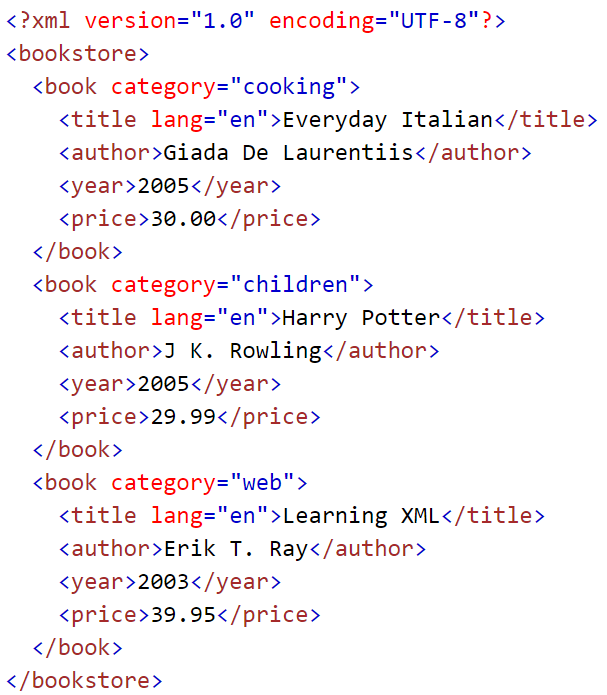 <?xml version="1.0" encoding="UTF-8"?>
<bookstore>
  <book category="cooking">
    <title lang="en">Everyday Italian</title>
    <author>Giada De Laurentiis</author>
    <year>2005</year>
    <price>30.00</price>
  </book>
  <book category="children">
    <title lang="en">Harry Potter</title>
    <author>J K. Rowling</author>
    <year>2005</year>
    <price>29.99</price>
  </book>
  <book category="web">
    <title lang="en">Learning XML</title>
    <author>Erik T. Ray</author>
    <year>2003</year>
    <price>39.95</price>
  </book>
</bookstore>